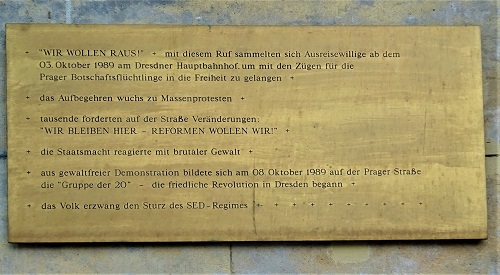 + "WIR WOLLEN RAUS!" + mit diesem Ruf sammelten sich Ausreisewillige ab dem
03. Oktober 1989 am Dresdner Hauptbahnhof, um mit den Zügen für die
Prager Botschaftsflüchtlinge in die Freiheit zu gelangen +
+ das Aufbegehren wuchs zu Massenprotesten +
+ tausende forderten auf der Straße Veränderungen:
"WIR BLEIBEN HIER - REFORMEN WOLLEN WIR!" +
+ die Staatsmacht reagierte mit brutaler Gewalt +
+ aus gewaltfreier Demonstration bildete sich am 08. Oktober 1989 auf der Prager Straße
die "Gruppe der 20" - die friedliche Revolution in Dresden begann +
+ das Volk erzwang den Sturz des SED-Regimes + + + + + + + + + +